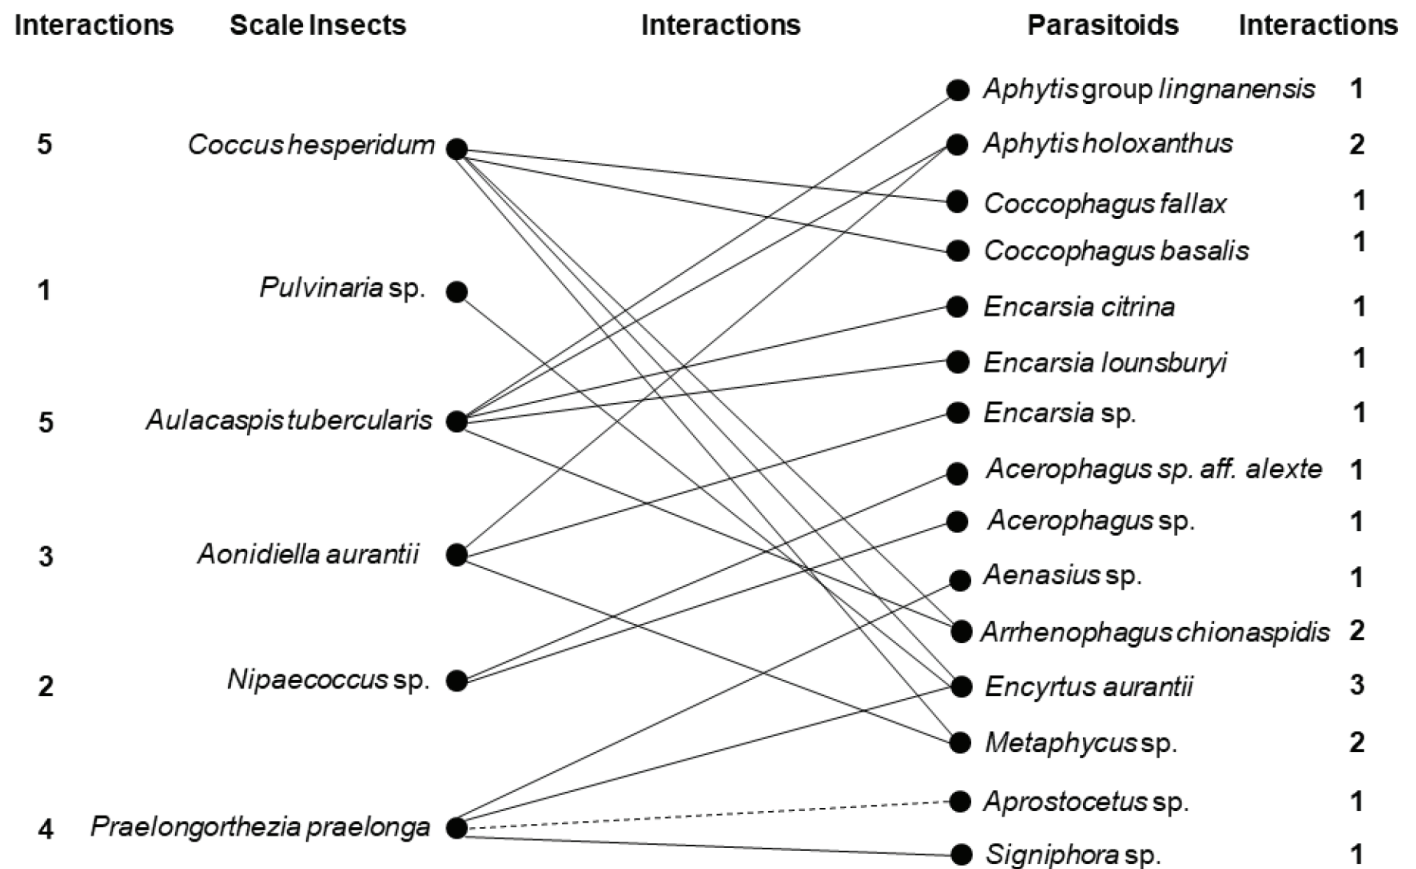 Interactions Scale Insects Interactions Parasitoids Interactions
Aphytis group lingnanensis 1
5 Coccus hesperidum Aphytis holoxanthus 2
Coccophagus fallax 1
Coccophagus basalis 1
1 Pulvinaria sp. Encarsia citrina 1
Encarsia lounsburyi 1
5 Aulacaspis tubercularis Encarsia sp. 1
Acerophagus sp. aff. alexte 1
Acerophagus sp. 1
3 Aonidiella aurantii Aenasius sp. 1
Arrhenophagus chionaspidis 2
2 Nipaecoccus sp. Encyrtus aurantii 3
Metaphycus sp. 2
Aprostocetus sp. 1
4 Praelongorthezia praelonga Signiphora sp. 1